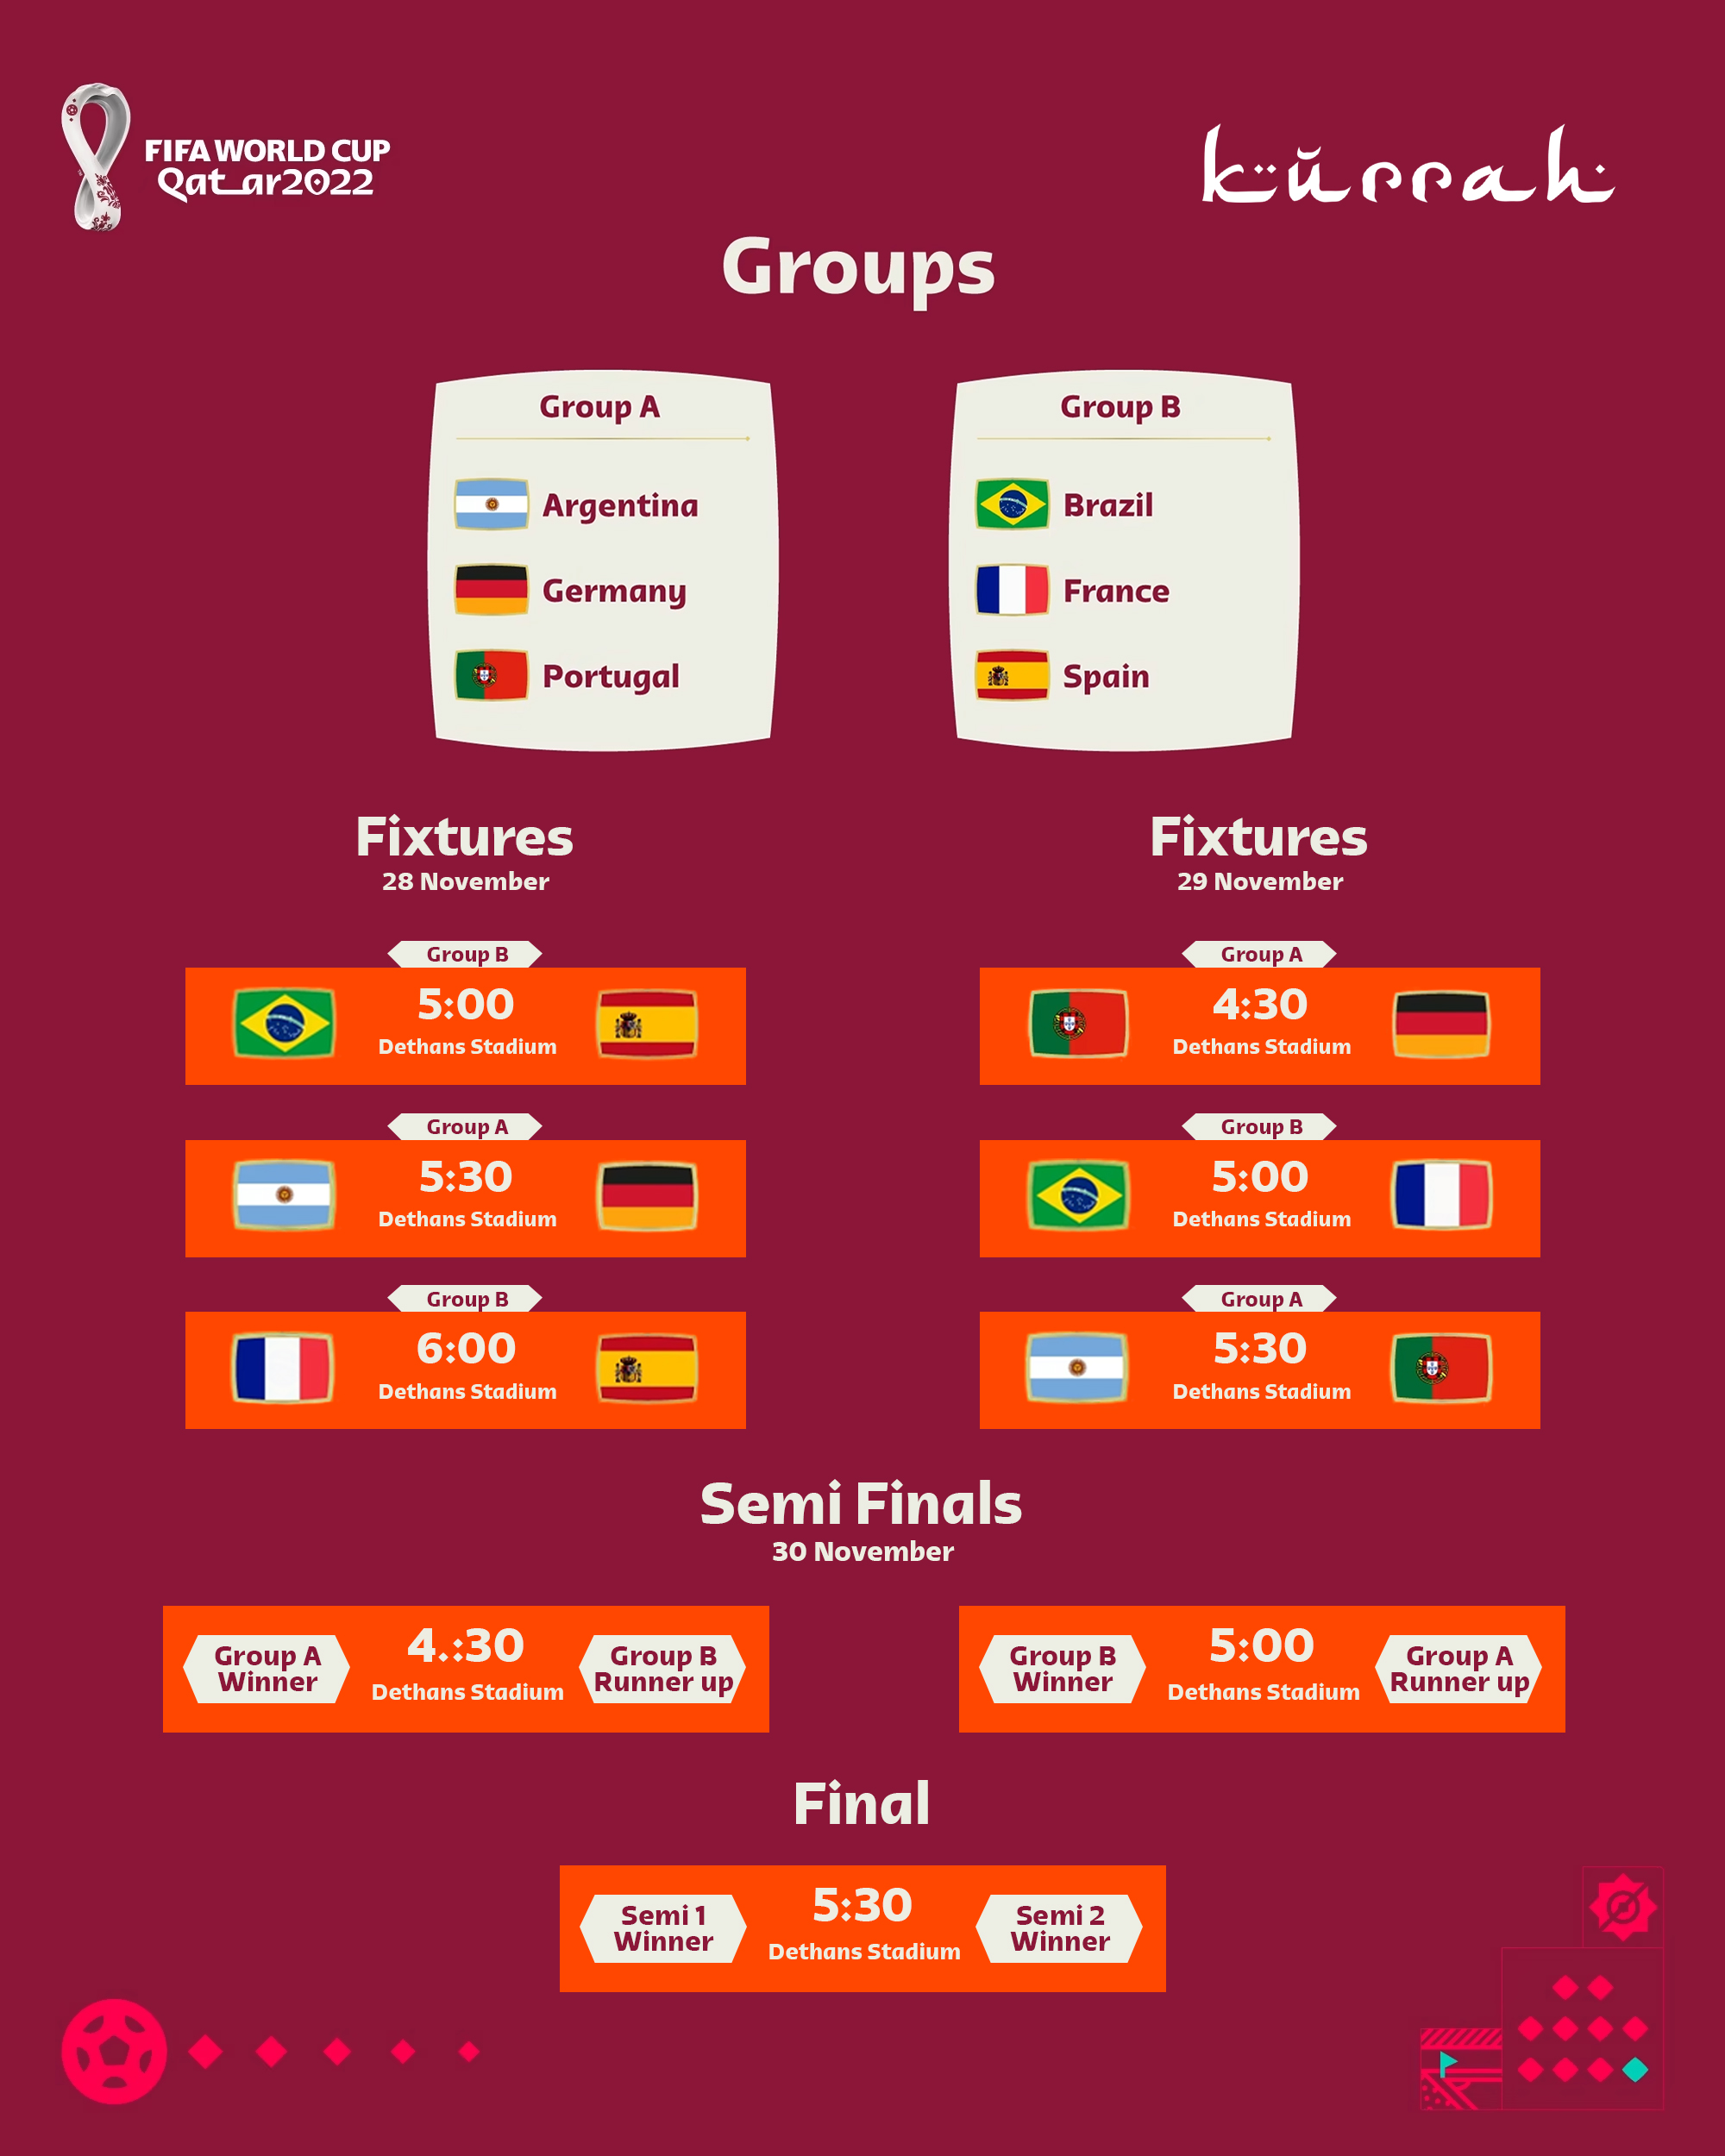 FIFA WORLD CUP
Qatar2022
kŭrrah
Groups
Group A
Argentina
Germany
Portugal
Group B
Brazil
France
Spain
Fixtures
28 November
Group B
5:00
Dethans Stadium
Group A
5:30
Dethans Stadium
Group B
6:00
Dethans Stadium
Fixtures
29 November
Group A
4:30
Dethans Stadium
Group B
5:00
Dethans Stadium
Group A
5:30
Dethans Stadium
Semi Finals
30 November
Group A
Winner
4.:30
Dethans Stadium
Group B
Runner up
Group B
Winner
5:00
Dethans Stadium
Group A
Runner up
Final
Semi 1
Winner
5:30
Dethans Stadium
Semi 2
Winner